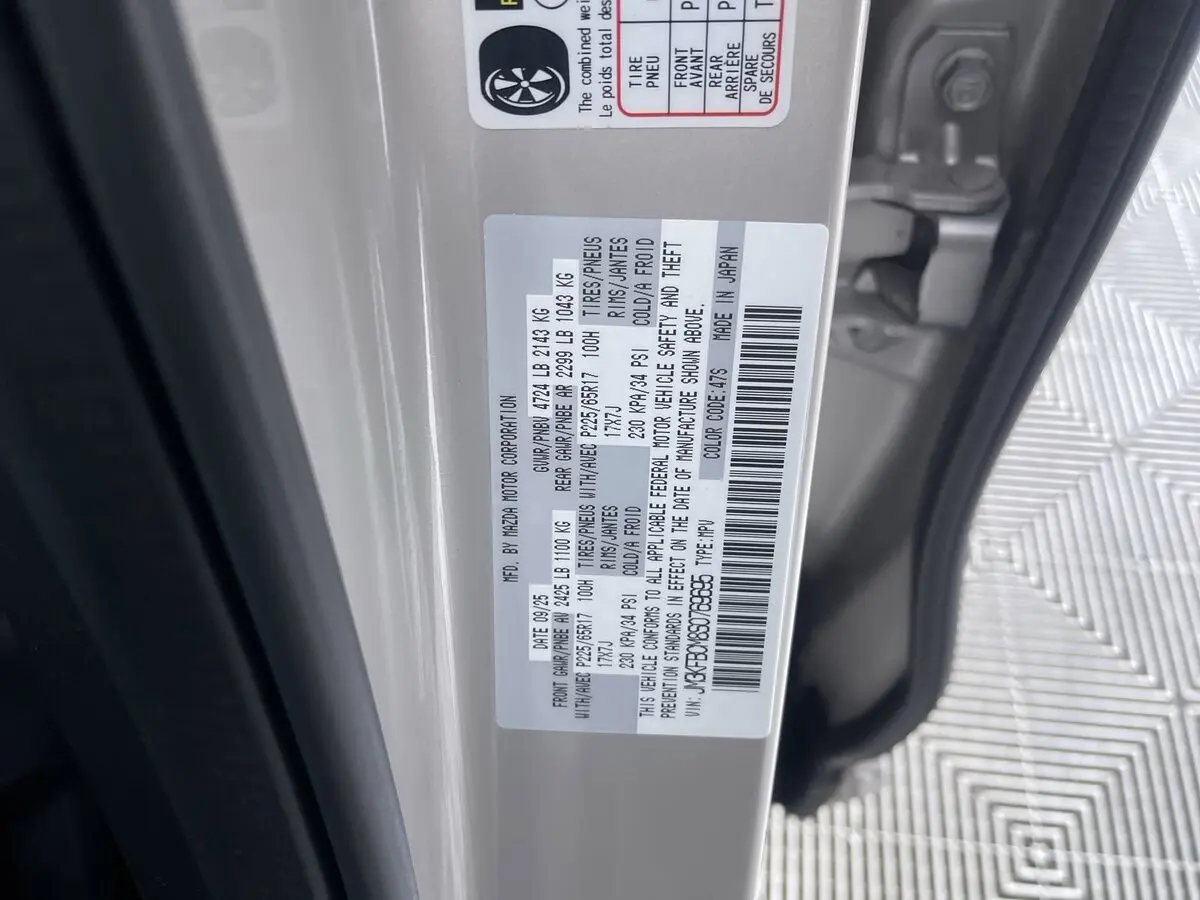 The combined
Le poids total
TIRE
PNEU
FRONT
AVANT
REAR
ARRIÈRE
SPARE
DE SECOURS
MFD. BY MAZDA MOTOR CORPORATION
DATE 09/25 GVWR/PNBV 4724 LB 2143 KG
FRONT GAWR/PNBE AV 2425 LB 1100 KG REAR GAWR/PNBE AR 2299 LB 1043 KG
WITH/AVEC P225/65R17 100H TIRES/PNEUS WITH/AVEC P225/65R17 100H TIRES/PNEUS
17X7J RIMS/JANTES 17X7J RIMS/JANTES
230 KPA/34 PSI COLD/A FROID 230 KPA/34 PSI COLD/A FROID
THIS VEHICLE CONFORMS TO ALL APPLICABLE FEDERAL MOTOR VEHICLE SAFETY AND THEFT
PREVENTION STANDARDS IN EFFECT ON THE DATE OF MANUFACTURE SHOWN ABOVE.
VIN: JM3KFBCM8S0769695 TYPE:MPV COLOR CODE:47S MADE IN JAPAN